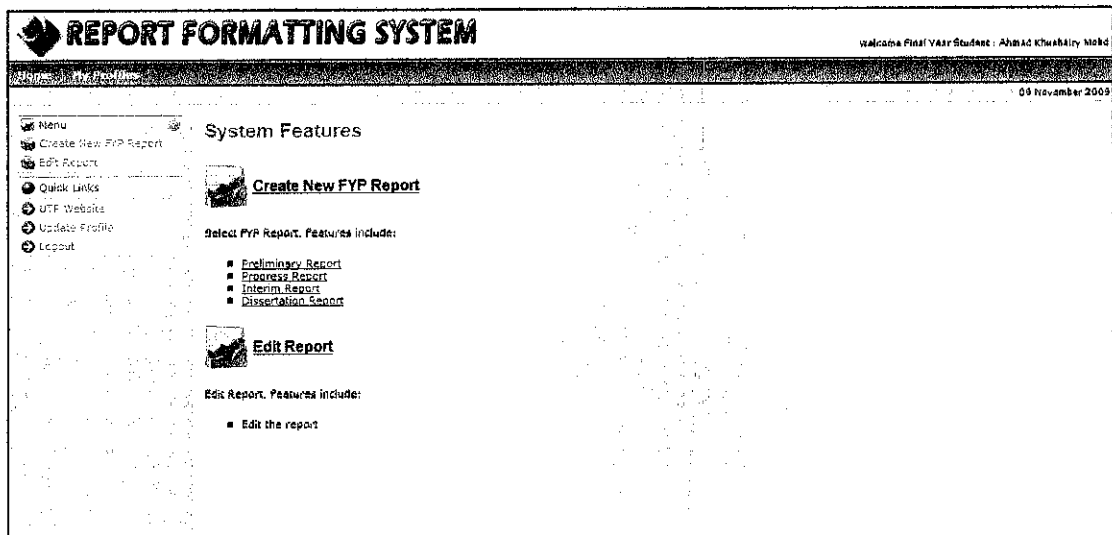 REPORT FORMATTING SYSTEM
Welcome Final Year Student : Ahmad Khushairy Mohd
Home | My Profiles
09 November 2009
Menu
Create New FYP Report
Edit Report
Quick Links
UTP Website
Update Profile
Logout
System Features
Create New FYP Report
Select FYP Report. Features include:
Preliminary Report
Progress Report
Interim Report
Dissertation Report
Edit Report
Edit Report. Features include:
Edit the report